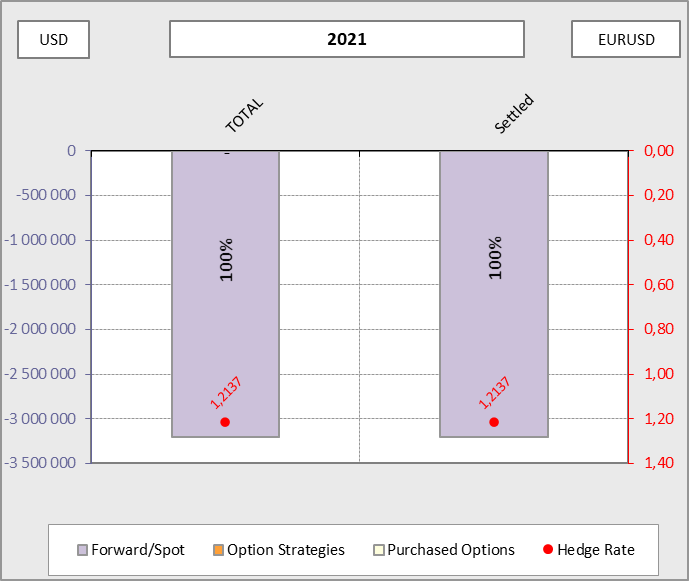 USD
2021
EURUSD
TOTAL
Settled
0
-500 000
-1 000 000
-1 500 000
-2 000 000
-2 500 000
-3 000 000
-3 500 000
0,00
0,20
0,40
0,60
0,80
1,00
1,20
1,40
-
100%
100%
1,2137
1,2137
Forward/Spot
Option Strategies
Purchased Options
Hedge Rate